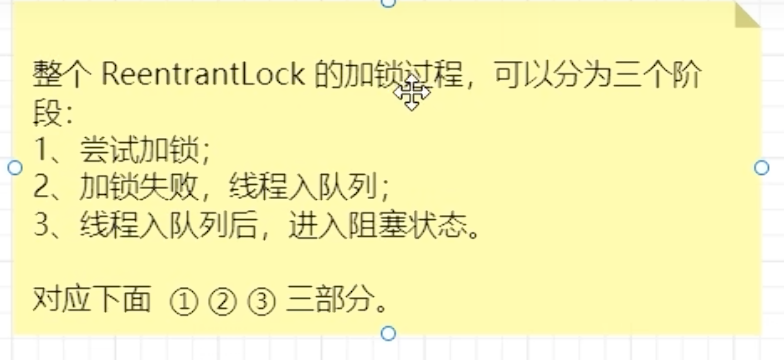 整个 ReentrantLock 的加锁过程，可以分为三个阶
段：
1、尝试加锁；
2、加锁失败，线程入队列；
3、线程入队列后，进入阻塞状态。
对应下面 ① ② ③ 三部分。